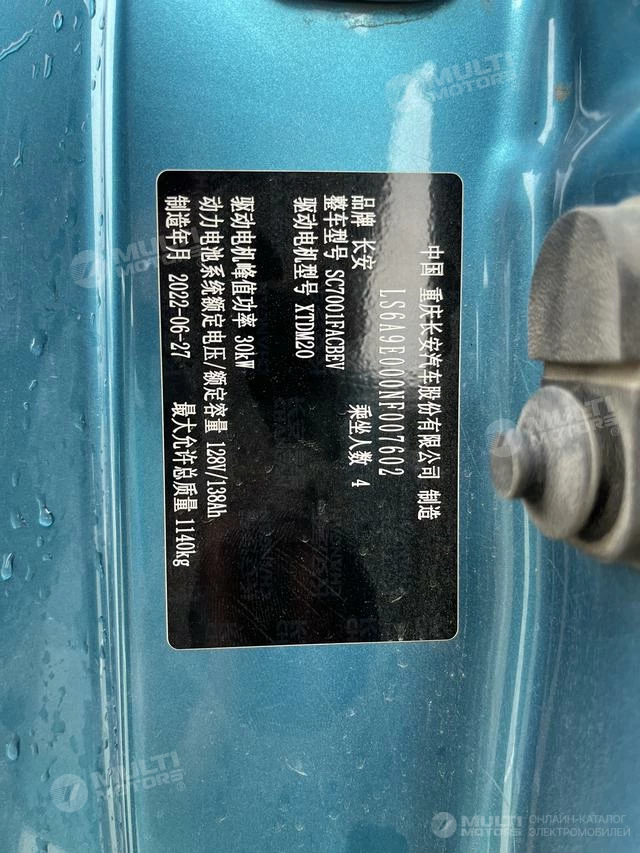 中国 重庆长安汽车股份有限公司 制造
LS6A9E000NF007602
品牌 长安 乘坐人数 4
整车型号 SC7001FACBEV
驱动电机型号 XTDM20
驱动电机峰值功率 30kW
动力电池系统额定电压/额定容量 128V/138Ah
制造年月 2022-06-27 最大允许总质量 1140kg
MULTI
MOTORS
MULTI
MOTORS
MULTI
MOTORS
MULTI
MOTORS
MULTI
MOTORS
ОНЛАЙН-КАТАЛОГ
ЭЛЕКТРОМОБИЛЕЙ